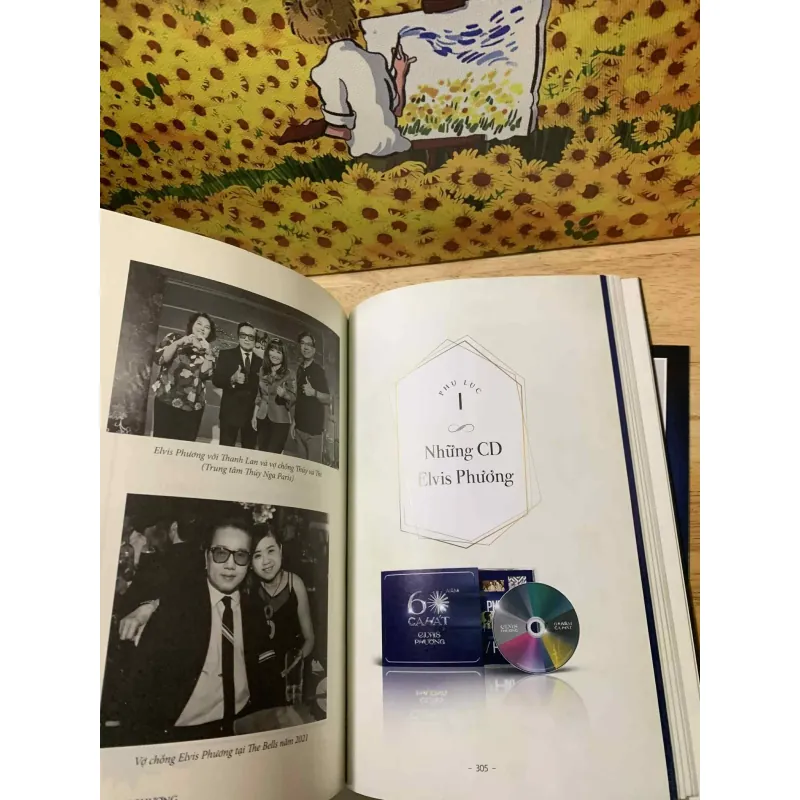 Elvis Phương với Thanh Lan và vợ chồng Thúy và Tô
(Trung tâm Thúy Nga Paris)
Vợ chồng Elvis Phương tại The Bells năm 2021
PHỤ LỤC
I
Những CD
Elvis Phương
60 NĂM
CA HÁT
ELVIS
PHƯƠNG
- 305 -